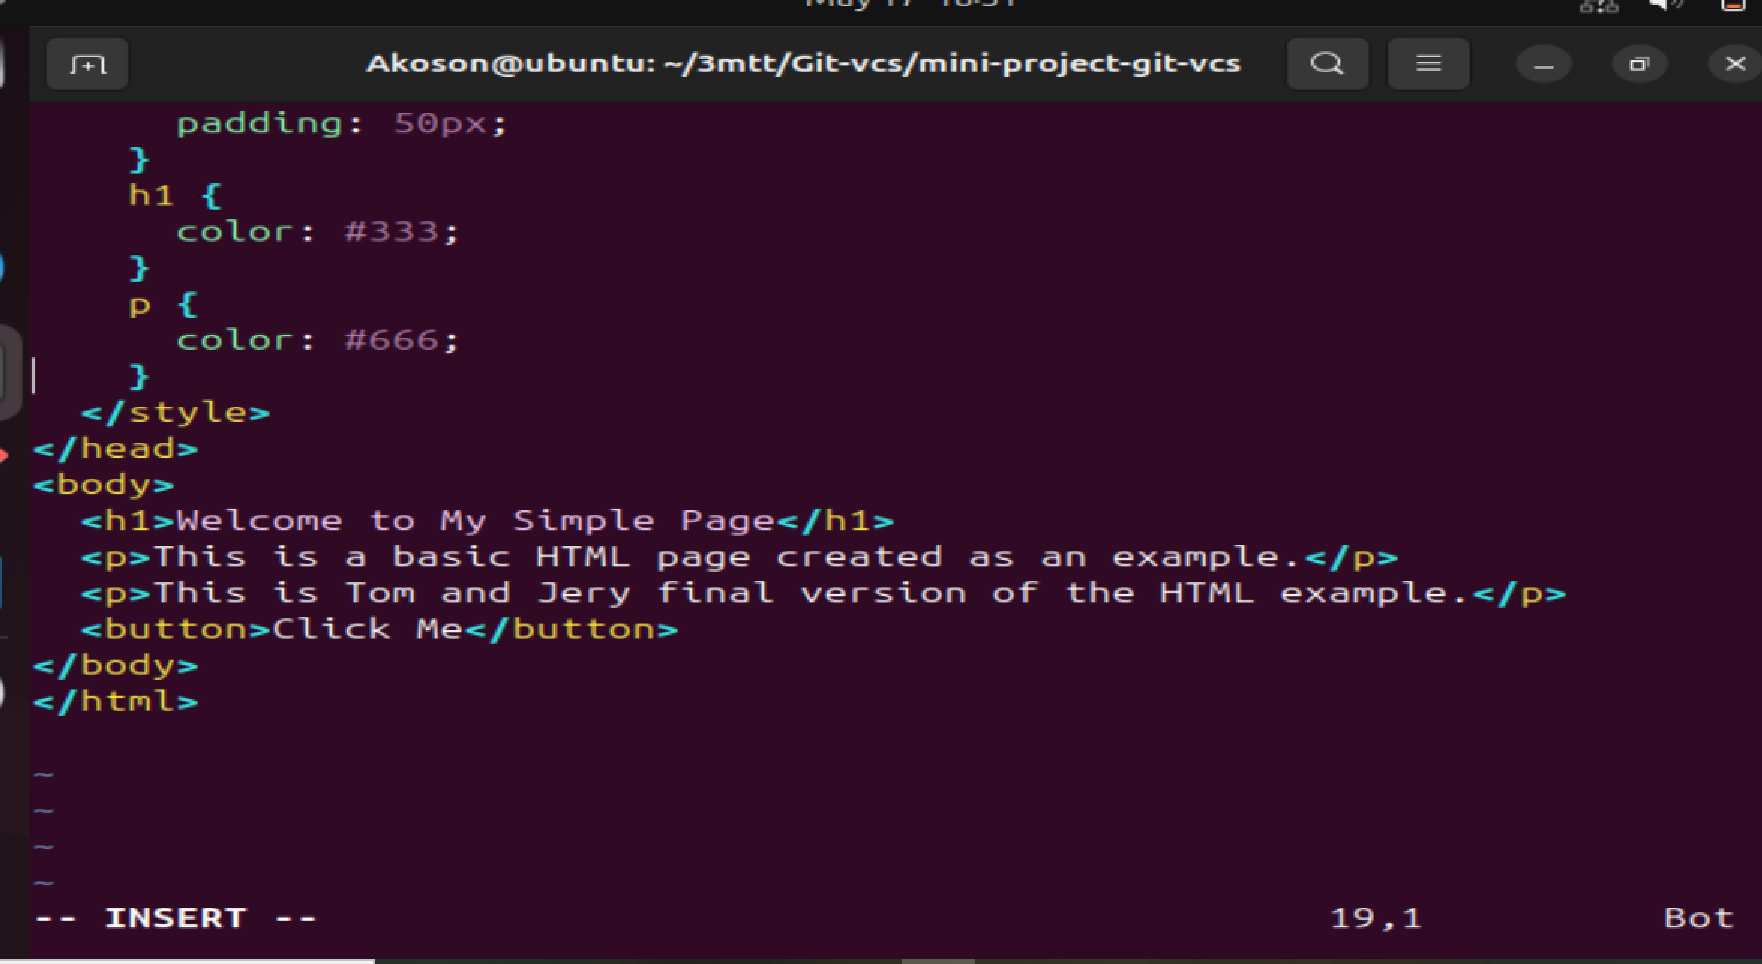 May 17
Akoson@ubuntu: ~/3mtt/Git-vcs/mini-project-git-vcs
padding: 50px;
}
h1 {
color: #333;
}
p {
color: #666;
}
</style>
</head>
<body>
<h1>Welcome to My Simple Page</h1>
<p>This is a basic HTML page created as an example.</p>
<p>This is Tom and Jery final version of the HTML example.</p>
<button>Click Me</button>
</body>
</html>
~
~
~
~
-- INSERT -- 19,1 Bot